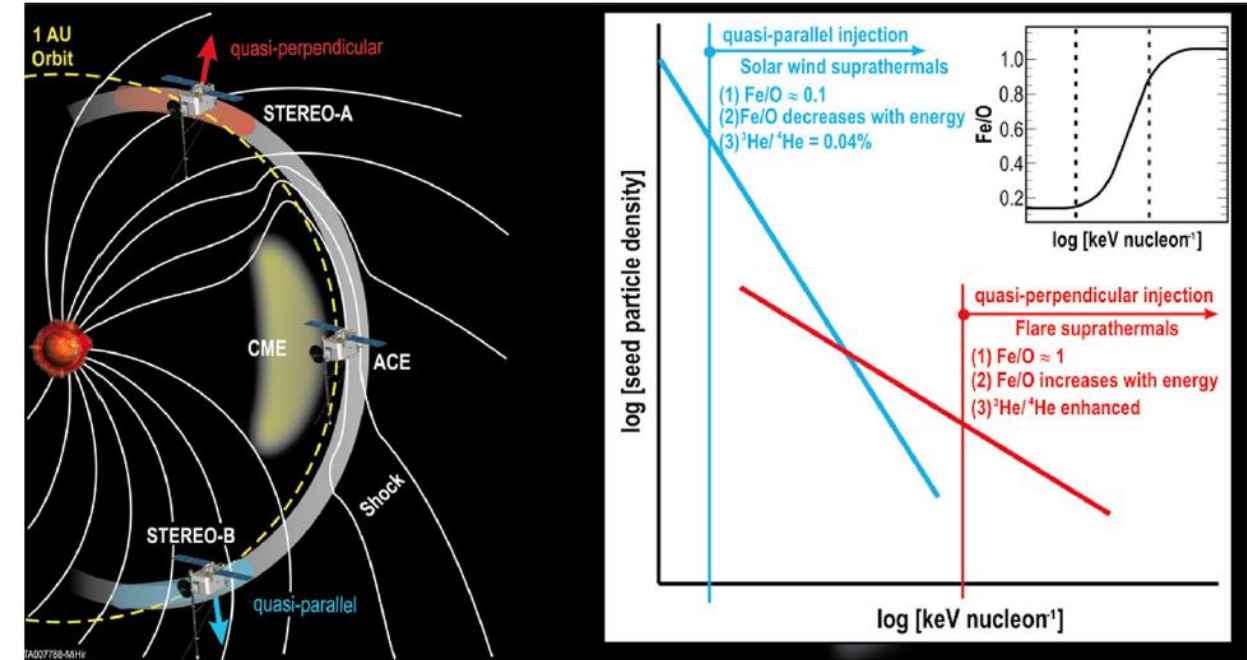 1 AU
Orbit
quasi-perpendicular
STEREO-A
CME
ACE
Shock
STEREO-B
quasi-parallel
quasi-parallel injection
Solar wind suprathermals
(1) Fe/O ≈ 0.1
(2)Fe/O decreases with energy
(3)³He/⁴He = 0.04%
Fe/O
1.0
0.8
0.6
0.4
0.2
log [keV nucleon⁻¹]
quasi-perpendicular injection
Flare suprathermals
(1) Fe/O ≈ 1
(2) Fe/O increases with energy
(3)³He/⁴He enhanced
log [seed particle density]
log [keV nucleon⁻¹]